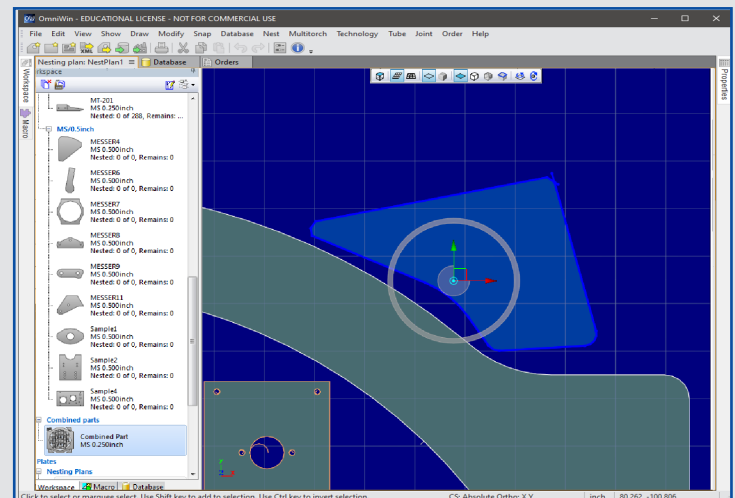 OmniWin - EDUCATIONAL LICENSE - NOT FOR COMMERCIAL USE
File Edit View Show Draw Modify Snap Database Nest Multitorch Technology Tube Joint Order Help
Nesting plan: NestPlan1 Database Orders
rkspace
Workspace
Macro
Properties
MT-201
MS 0.250inch
Nested: 0 of 288, Remains: ...
MS/0.5inch
MESSER4
MS 0.500inch
Nested: 0 of 0, Remains: 0
MESSER6
MS 0.500inch
Nested: 0 of 0, Remains: 0
MESSER7
MS 0.500inch
Nested: 0 of 0, Remains: 0
MESSER8
MS 0.500inch
Nested: 0 of 0, Remains: 0
MESSER9
MS 0.500inch
Nested: 0 of 0, Remains: 0
MESSER11
MS 0.500inch
Nested: 0 of 0, Remains: 0
Sample1
MS 0.500inch
Nested: 0 of 0, Remains: 0
Sample2
MS 0.500inch
Nested: 0 of 0, Remains: 0
Sample4
MS 0.500inch
Nested: 0 of 0, Remains: 0
Combined parts
Combined Part
MS 0.250inch
Plates
Nesting Plans
Workspace Macro Database
Click to select or marquee select. Use Shift key to add to selection. Use Ctrl key to invert selection. CS: Absolute Ortho: X Y inch 80.262, -100.806